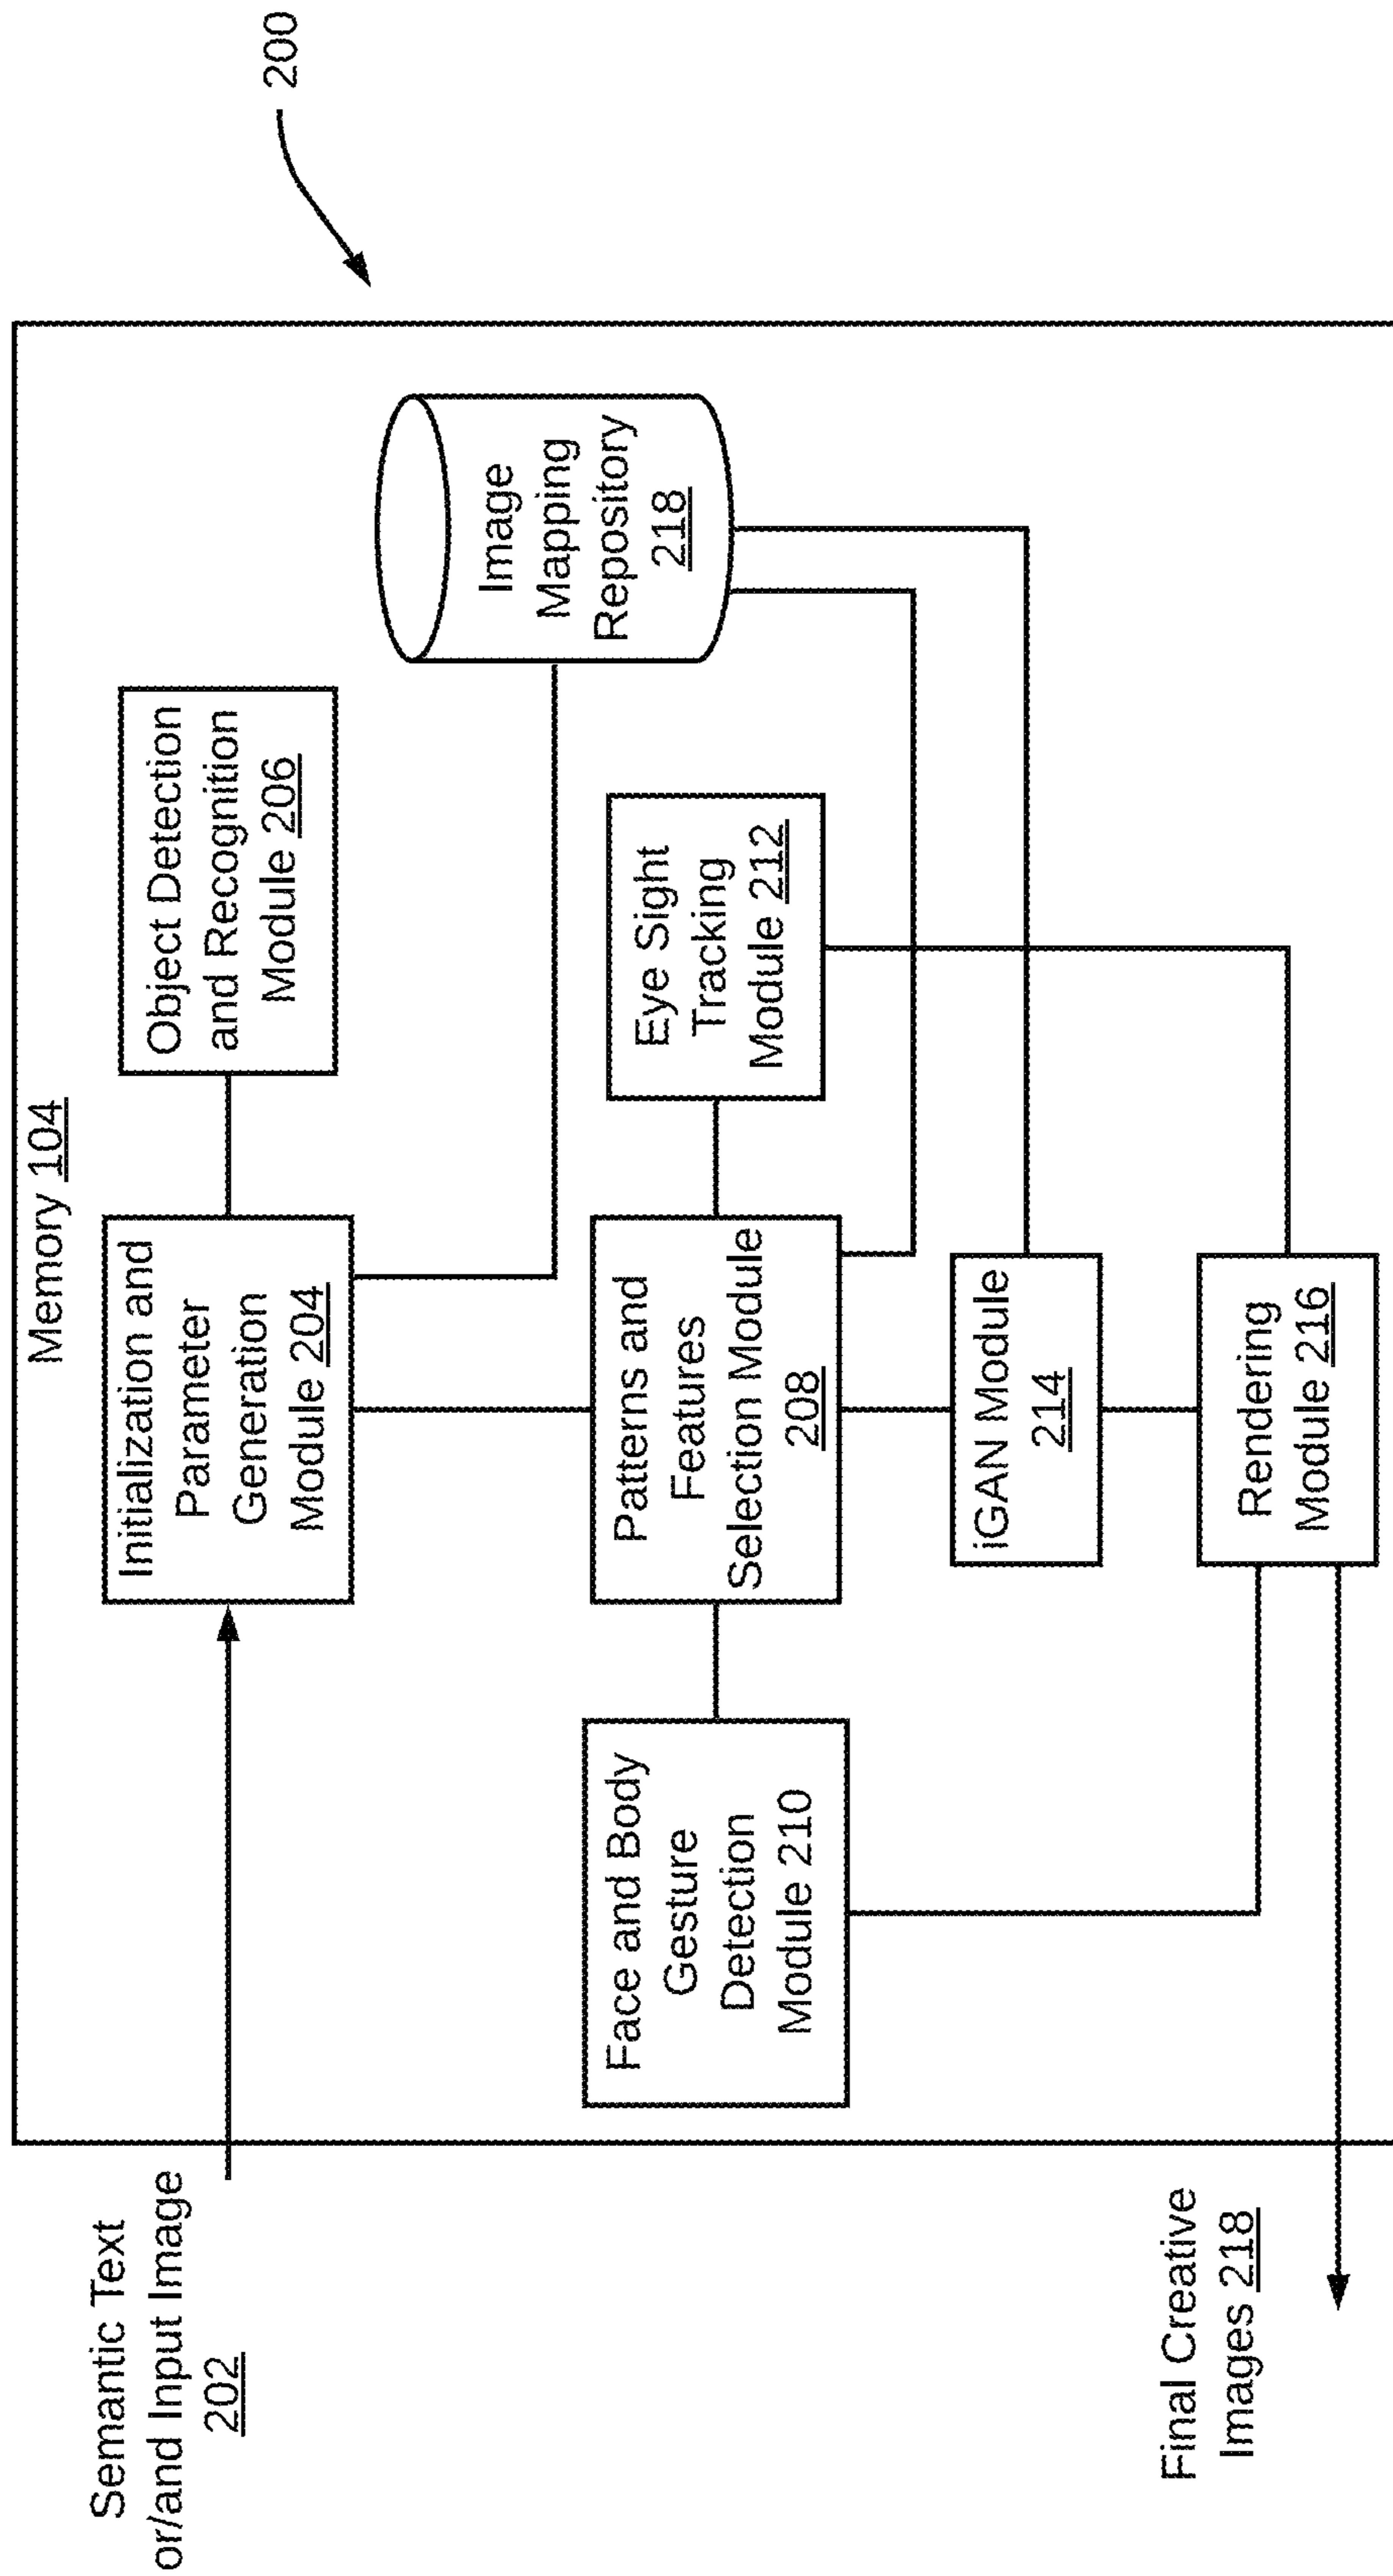 200
Memory 104
Semantic Text
or/and Input Image
202
Initialization and
Parameter
Generation
Module 204
Object Detection
and Recognition
Module 206
Image
Mapping
Repository
218
Face and Body
Gesture
Detection
Module 210
Patterns and
Features
Selection Module
208
Eye Sight
Tracking
Module 212
iGAN Module
214
Rendering
Module 216
Final Creative
Images 218